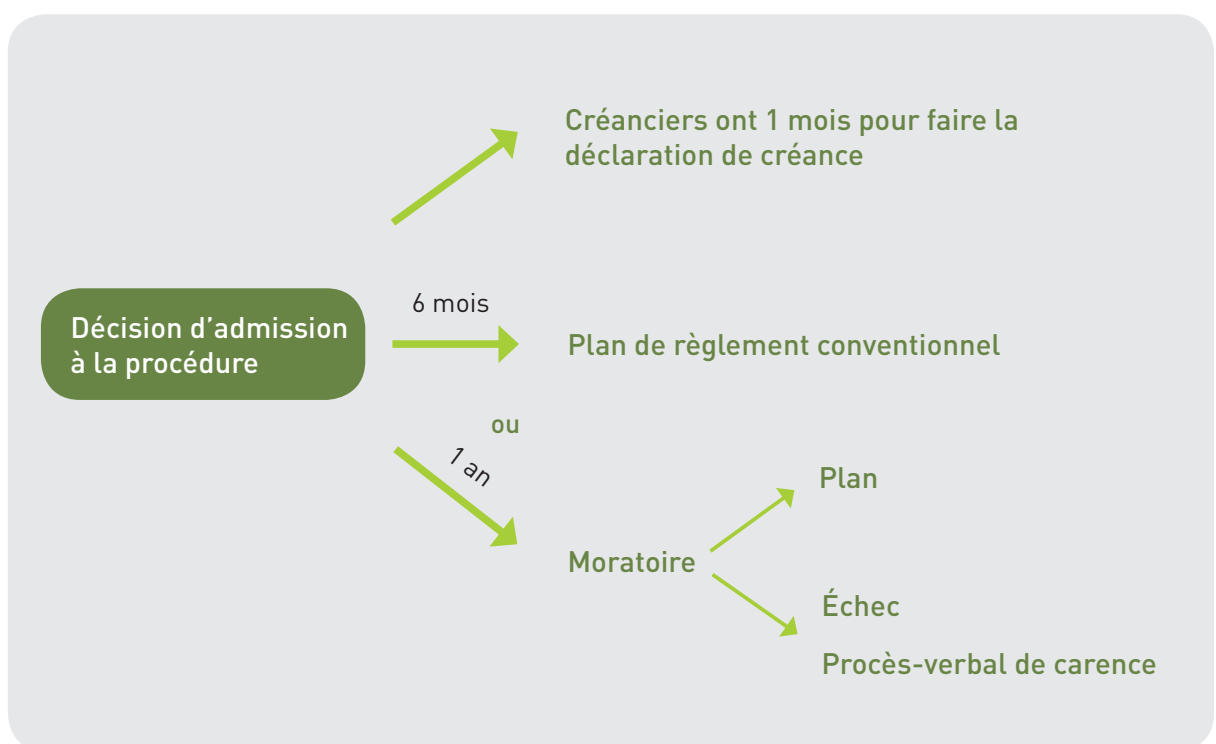 Créanciers ont 1 mois pour faire la
déclaration de créance
Décision d’admission
à la procédure
6 mois
Plan de règlement conventionnel
ou
1 an
Moratoire
Plan
Échec
Procès-verbal de carence